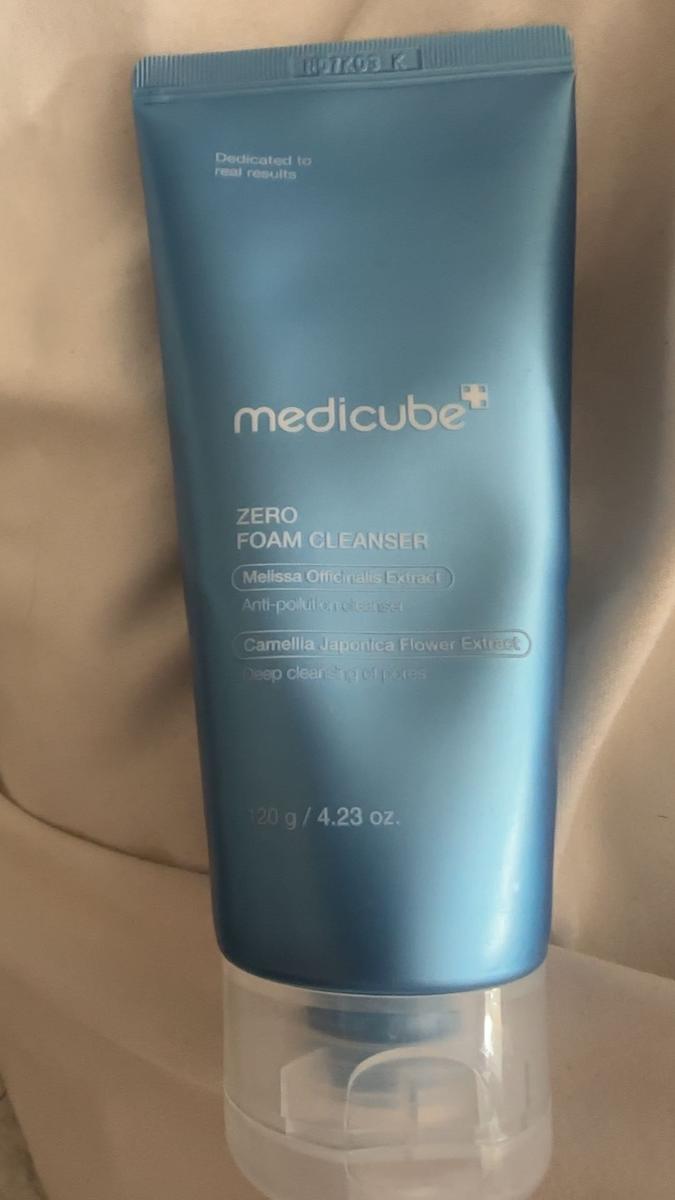 Dedicated to
real results
medicube
ZERO
FOAM CLEANSER
Melissa Officinalis Extract
Anti-pollution cleanser
Camellia Japonica Flower Extract
Deep cleansing of pores
120 g / 4.23 oz.